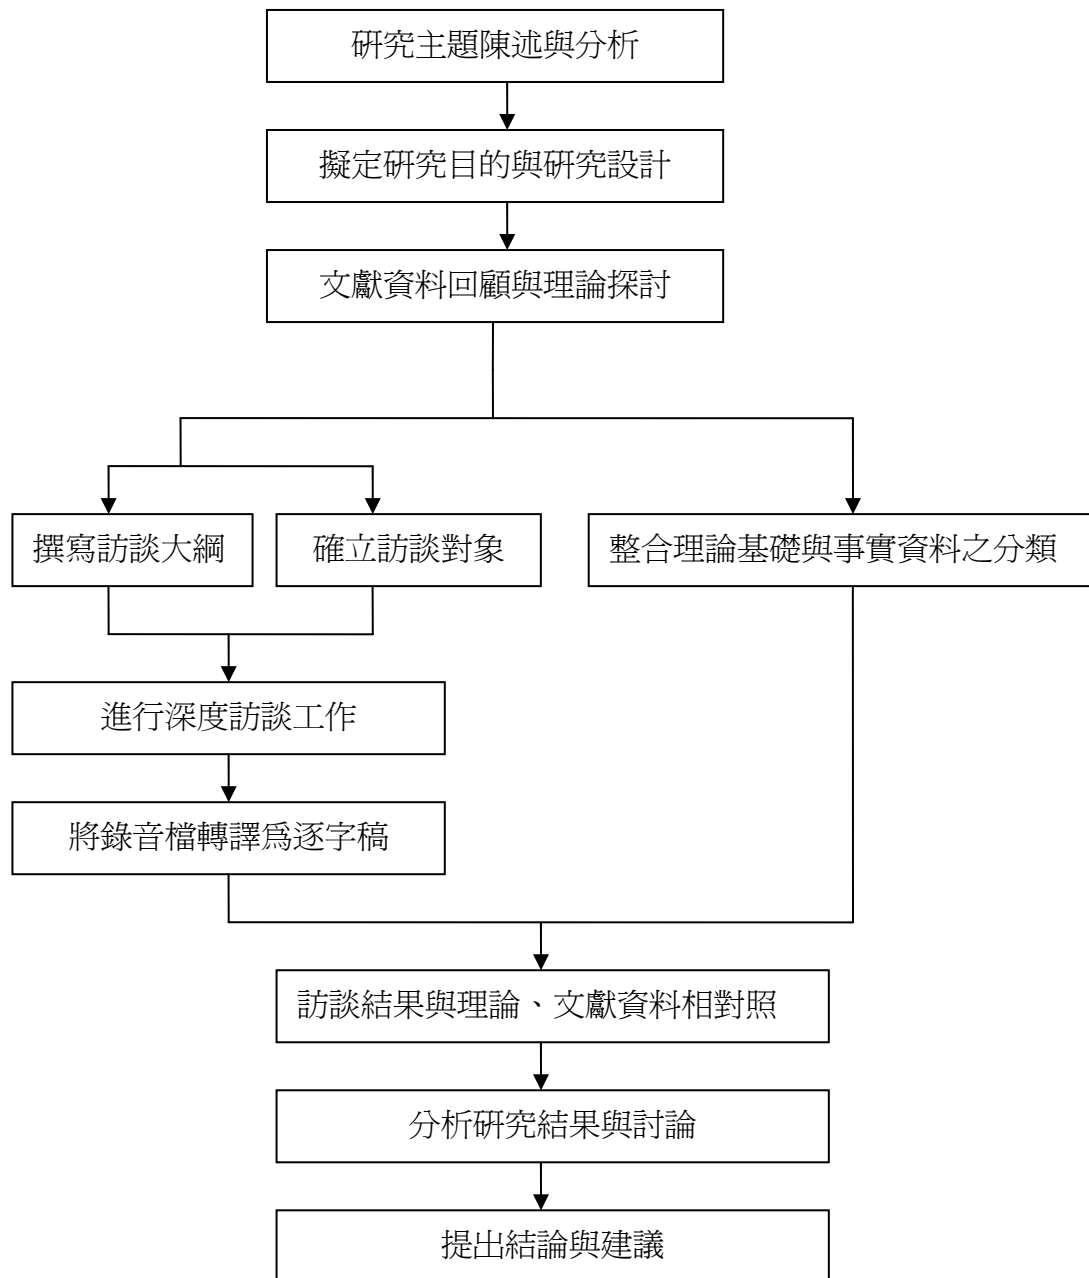 研究主題陳述與分析
擬定研究目的與研究設計
文獻資料回顧與理論探討
撰寫訪談大綱
確立訪談對象
整合理論基礎與事實資料之分類
進行深度訪談工作
將錄音檔轉譯為逐字稿
訪談結果與理論、文獻資料相對照
分析研究結果與討論
提出結論與建議